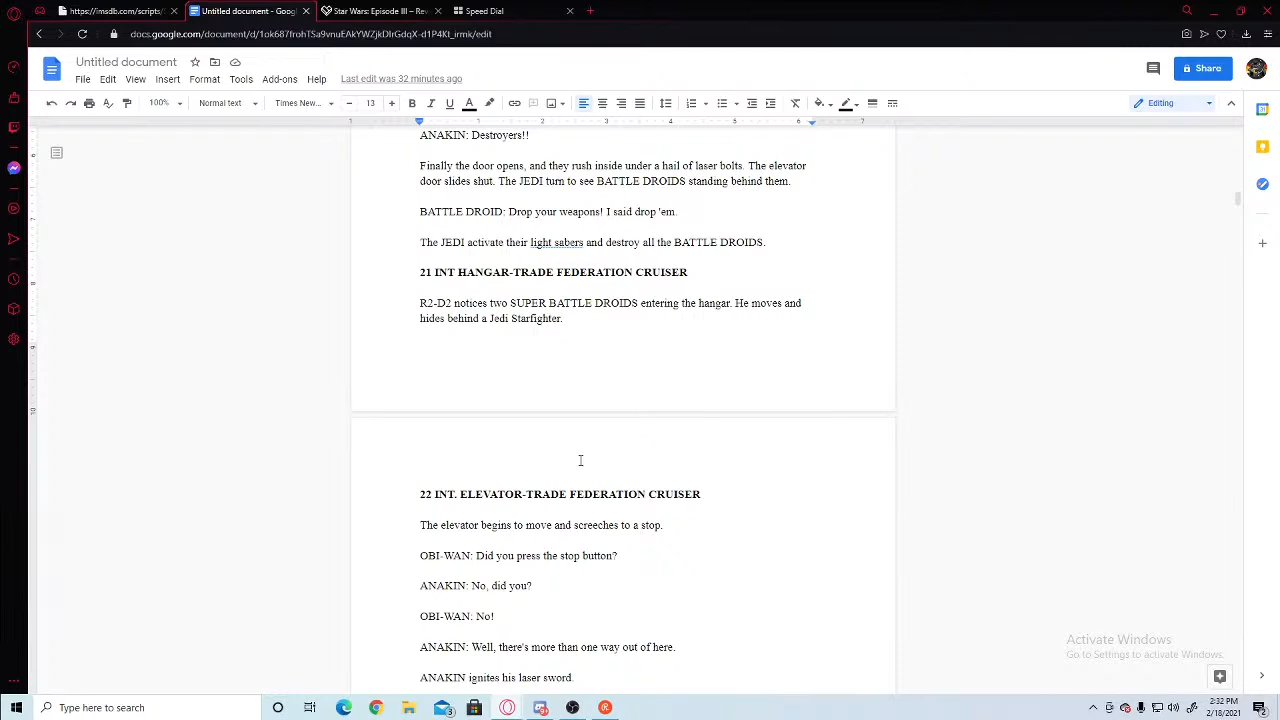 https://imsdb.com/scripts/S
Untitled document - Googl
Star Wars: Episode III – Rev
Speed Dial
docs.google.com/document/d/1ok687frohTSa9vnuEAkYWZjkDIrGdqX-d1P4Kt_irmk/edit
Untitled document
File Edit View Insert Format Tools Add-ons Help Last edit was 32 minutes ago
Share
100% Normal text Times New... 13 Editing
ANAKIN: Destroyers!!
Finally the door opens, and they rush inside under a hail of laser bolts. The elevator
door slides shut. The JEDI turn to see BATTLE DROIDS standing behind them.
BATTLE DROID: Drop your weapons! I said drop 'em.
The JEDI activate their light sabers and destroy all the BATTLE DROIDS.
21 INT HANGAR-TRADE FEDERATION CRUISER
R2-D2 notices two SUPER BATTLE DROIDS entering the hangar. He moves and
hides behind a Jedi Starfighter.
22 INT. ELEVATOR-TRADE FEDERATION CRUISER
The elevator begins to move and screeches to a stop.
OBI-WAN: Did you press the stop button?
ANAKIN: No, did you?
OBI-WAN: No!
ANAKIN: Well, there's more than one way out of here.
ANAKIN ignites his laser sword.
Activate Windows
Go to Settings to activate Windows.
Type here to search
2:32 PM
2/18/2021